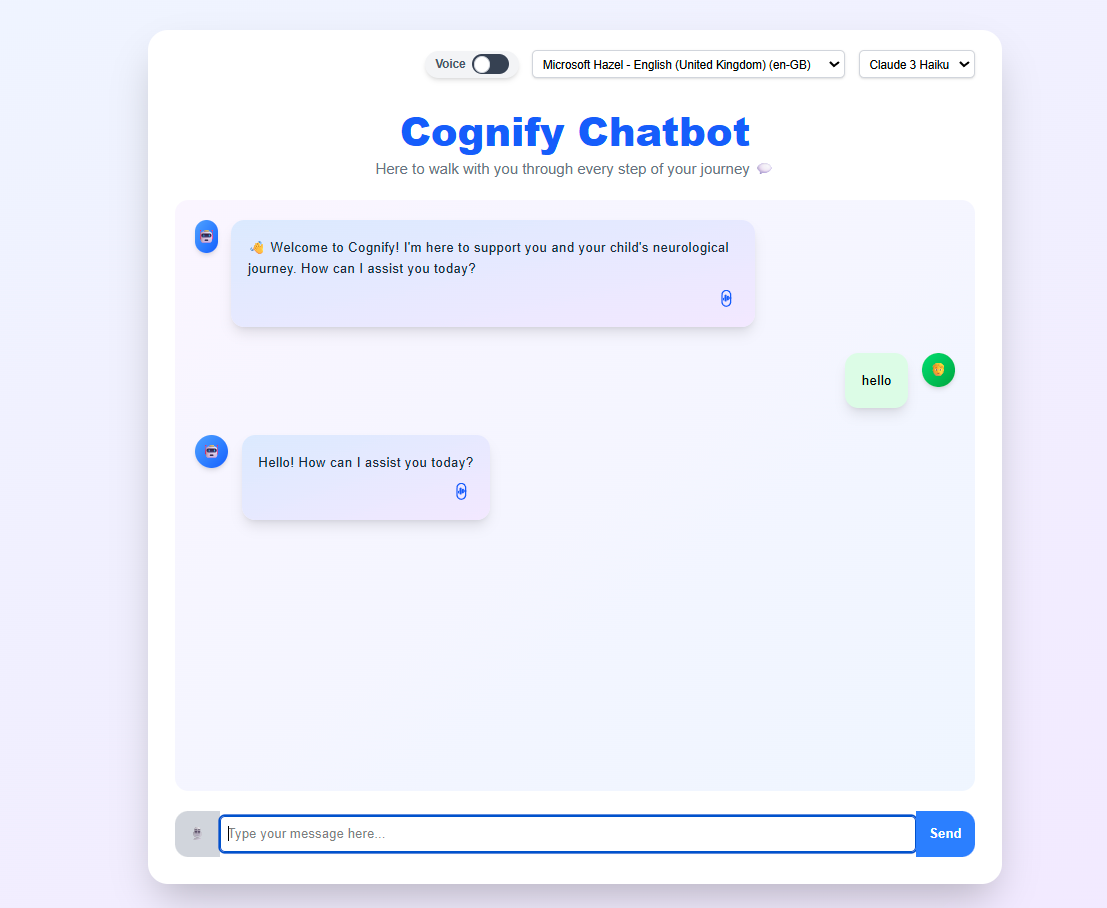 Voice
Microsoft Hazel - English (United Kingdom) (en-GB)
Claude 3 Haiku
Cognify Chatbot
Here to walk with you through every step of your journey 💬
👋 Welcome to Cognify! I'm here to support you and your child's neurological
journey. How can I assist you today?
hello
Hello! How can I assist you today?
Type your message here...
Send